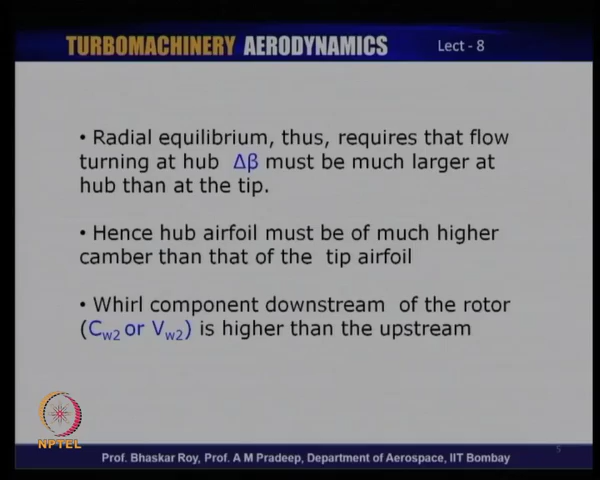 TURBOMACHINERY AERODYNAMICS Lect - 8
• Radial equilibrium, thus, requires that flow
turning at hub Δβ must be much larger at
hub than at the tip.
• Hence hub airfoil must be of much higher
camber than that of the tip airfoil
• Whirl component downstream of the rotor
(Cw2 or Vw2) is higher than the upstream
NPTEL
Prof. Bhaskar Roy, Prof. A M Pradeep, Department of Aerospace, IIT Bombay
5